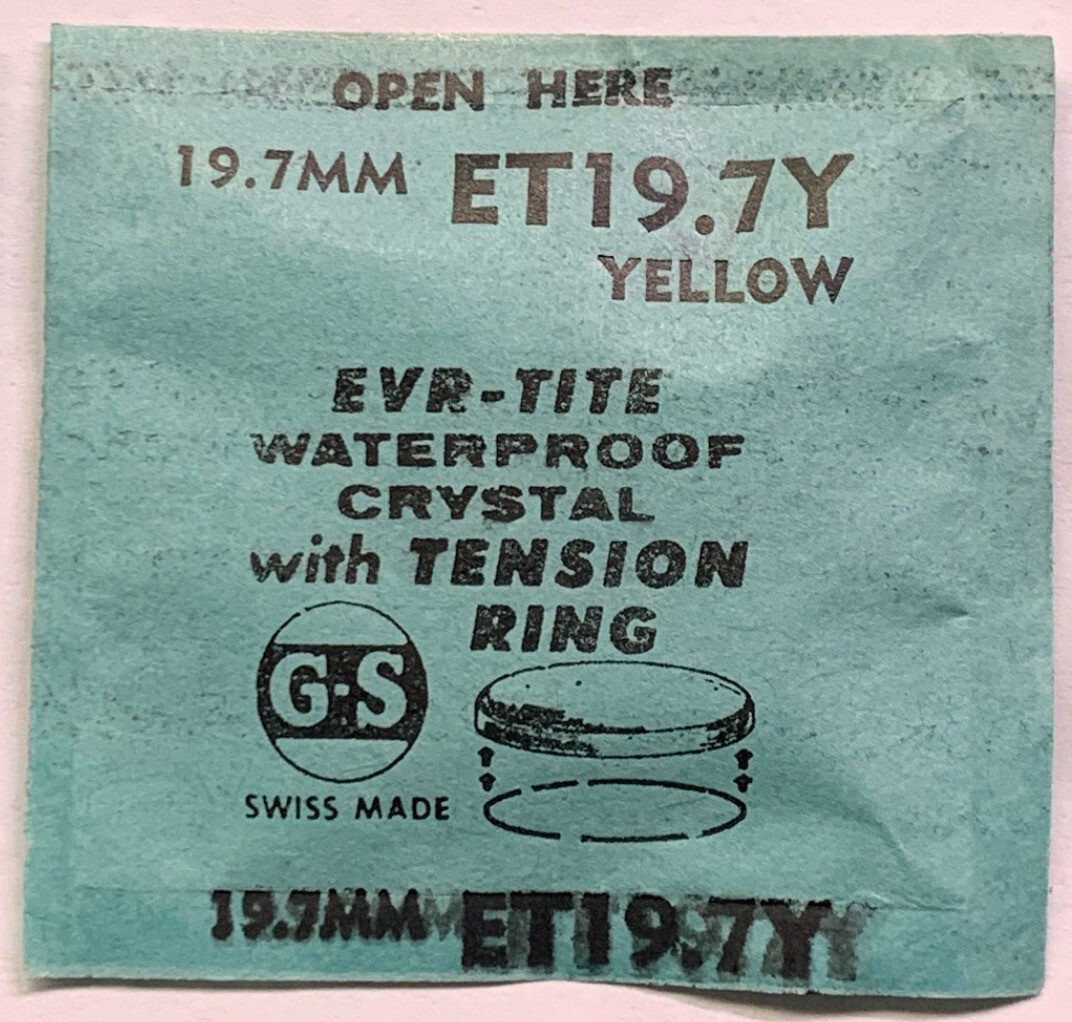 OPEN HERE
19.7MM ET19.7Y
YELLOW
EVR-TITE
WATERPROOF
CRYSTAL
with TENSION
RING
G-S
SWISS MADE
19.7MM ET19.7Y